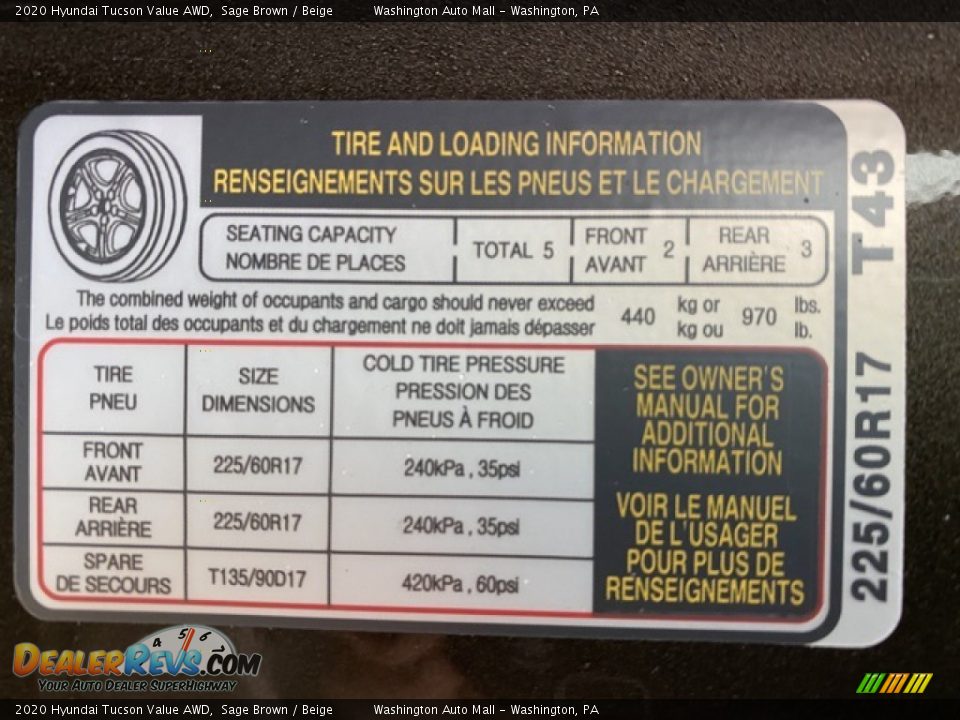 2020 Hyundai Tucson Value AWD, Sage Brown / Beige Washington Auto Mall - Washington, PA
TIRE AND LOADING INFORMATION
RENSEIGNEMENTS SUR LES PNEUS ET LE CHARGEMENT
SEATING CAPACITY
NOMBRE DE PLACES
TOTAL 5
FRONT
AVANT
2
REAR
ARRIÈRE
3
The combined weight of occupants and cargo should never exceed
Le poids total des occupants et du chargement ne doit jamais dépasser
440
kg or
kg ou
970
lbs.
lb.
TIRE
PNEU
SIZE
DIMENSIONS
COLD TIRE PRESSURE
PRESSION DES
PNEUS À FROID
FRONT
AVANT
225/60R17
240kPa, 35psi
REAR
ARRIÈRE
225/60R17
240kPa, 35psi
SPARE
DE SECOURS
T135/90D17
420kPa, 60psi
SEE OWNER'S
MANUAL FOR
ADDITIONAL
INFORMATION
VOIR LE MANUEL
DE L'USAGER
POUR PLUS DE
RENSEIGNEMENTS
225/60R17 T43
4 5 6
DEALERREVS.COM
YOUR AUTO DEALER SUPERHIGHWAY
2020 Hyundai Tucson Value AWD, Sage Brown / Beige Washington Auto Mall - Washington, PA